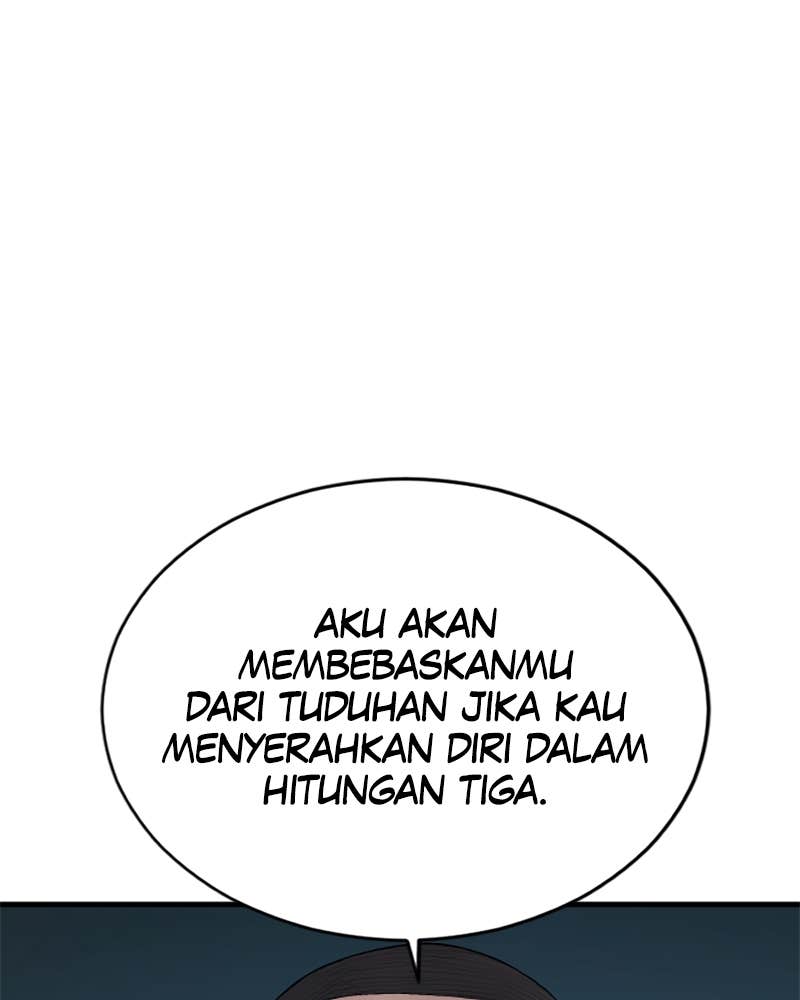 AKU AKAN
MEMBEBASKANMU
DARI TUDUHAN JIKA KAU
MENYERAHKAN DIRI DALAM
HITUNGAN TIGA.